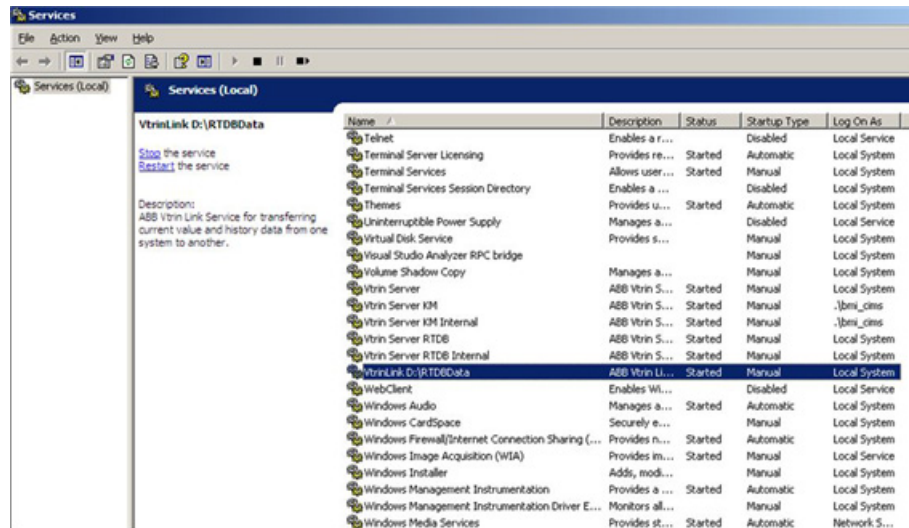 Services
File Action View Help
Services (Local)
Services (Local)
VtrinLink D:\RTDBData
Stop the service
Restart the service
Description:
ABB Vtrin Link Service for transferring
current value and history data from one
system to another.
Name Description Status Startup Type Log On As
Telnet Enables a r... Disabled Local Service
Terminal Server Licensing Provides re... Started Automatic Local System
Terminal Services Allows user... Started Manual Local System
Terminal Services Session Directory Enables a ... Disabled Local System
Themes Provides u... Started Automatic Local System
Uninterruptible Power Supply Manages a... Disabled Local Service
Virtual Disk Service Provides s... Manual Local System
Visual Studio Analyzer RPC bridge Manual Local System
Volume Shadow Copy Manages a... Manual Local System
Vtrin Server ABB Vtrin S... Started Manual Local System
Vtrin Server KM ABB Vtrin S... Started Manual .\bmi_cims
Vtrin Server KM Internal ABB Vtrin S... Started Manual .\bmi_cims
Vtrin Server RTDB ABB Vtrin S... Started Manual Local System
Vtrin Server RTDB Internal ABB Vtrin S... Started Manual Local System
VtrinLink D:\RTDBData ABB Vtrin Li... Started Manual Local System
WebClient Enables Wi... Disabled Local Service
Windows Audio Manages a... Started Automatic Local System
Windows CardSpace Securely e... Manual Local System
Windows Firewall/Internet Connection Sharing (... Provides n... Started Automatic Local System
Windows Image Acquisition (WIA) Provides im... Started Manual Local Service
Windows Installer Adds, modi... Manual Local System
Windows Management Instrumentation Provides a ... Started Automatic Local System
Windows Management Instrumentation Driver E... Monitors all... Manual Local System
Windows Media Services Provides st... Started Automatic Network S...